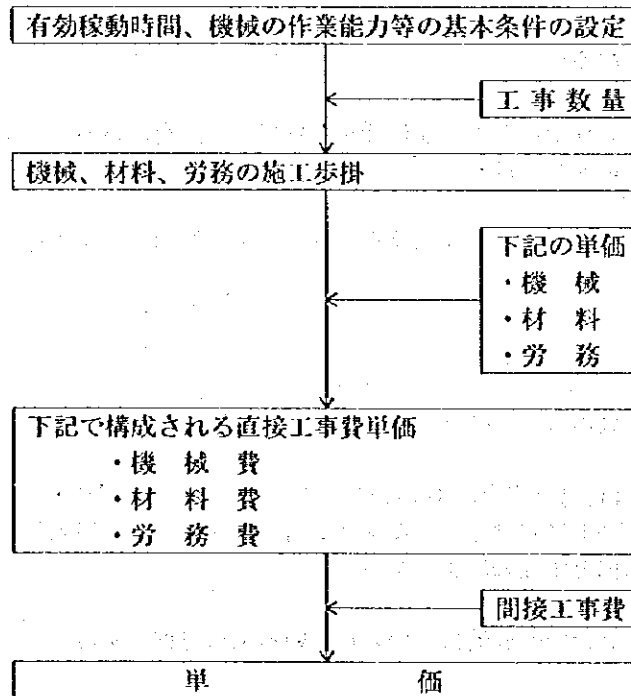 有効稼動時間、機械の作業能力等の基本条件の設定
工事数量
機械、材料、労務の施工歩掛
下記の単価
・機 械
・材 料
・労 務
下記で構成される直接工事費単価
・機 械 費
・材 料 費
・労 務 費
間接工事費
単 価